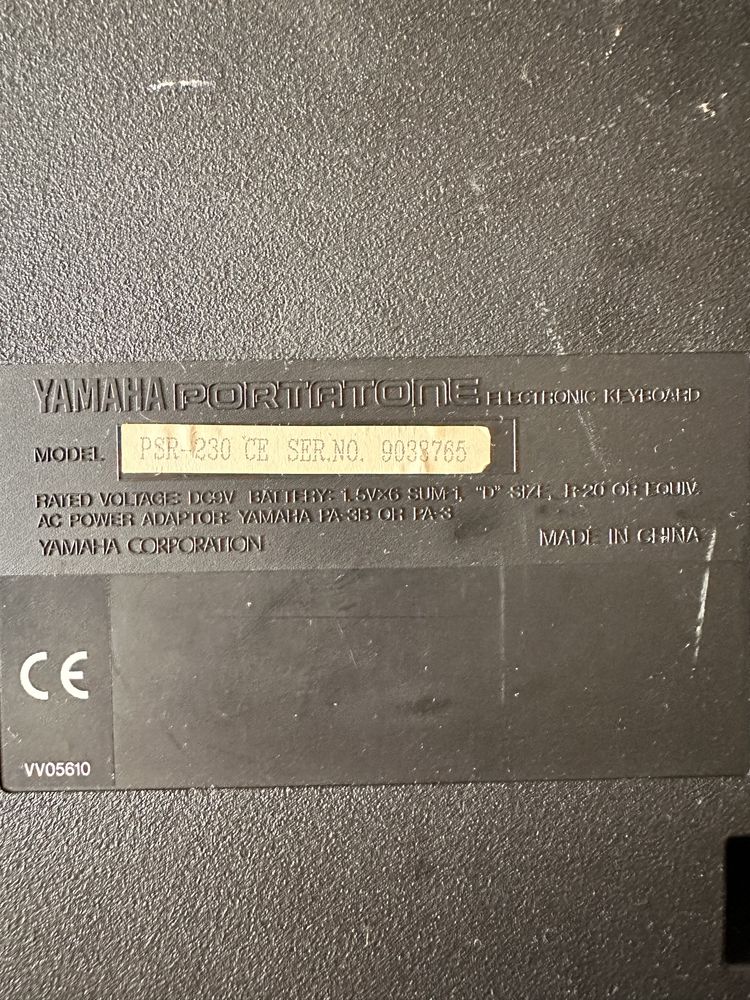 YAMAHA PORTATONE ELECTRONIC KEYBOARD
MODEL PSR-230 CE SER.NO. 9038765
RATED VOLTAGE: DC9V BATTERY: 1.5V×6 SUM-1, "D" SIZE, R-20 OR EQUIV.
AC POWER ADAPTOR: YAMAHA PA-3B OR PA-3
YAMAHA CORPORATION MADE IN CHINA
CE
VV05610